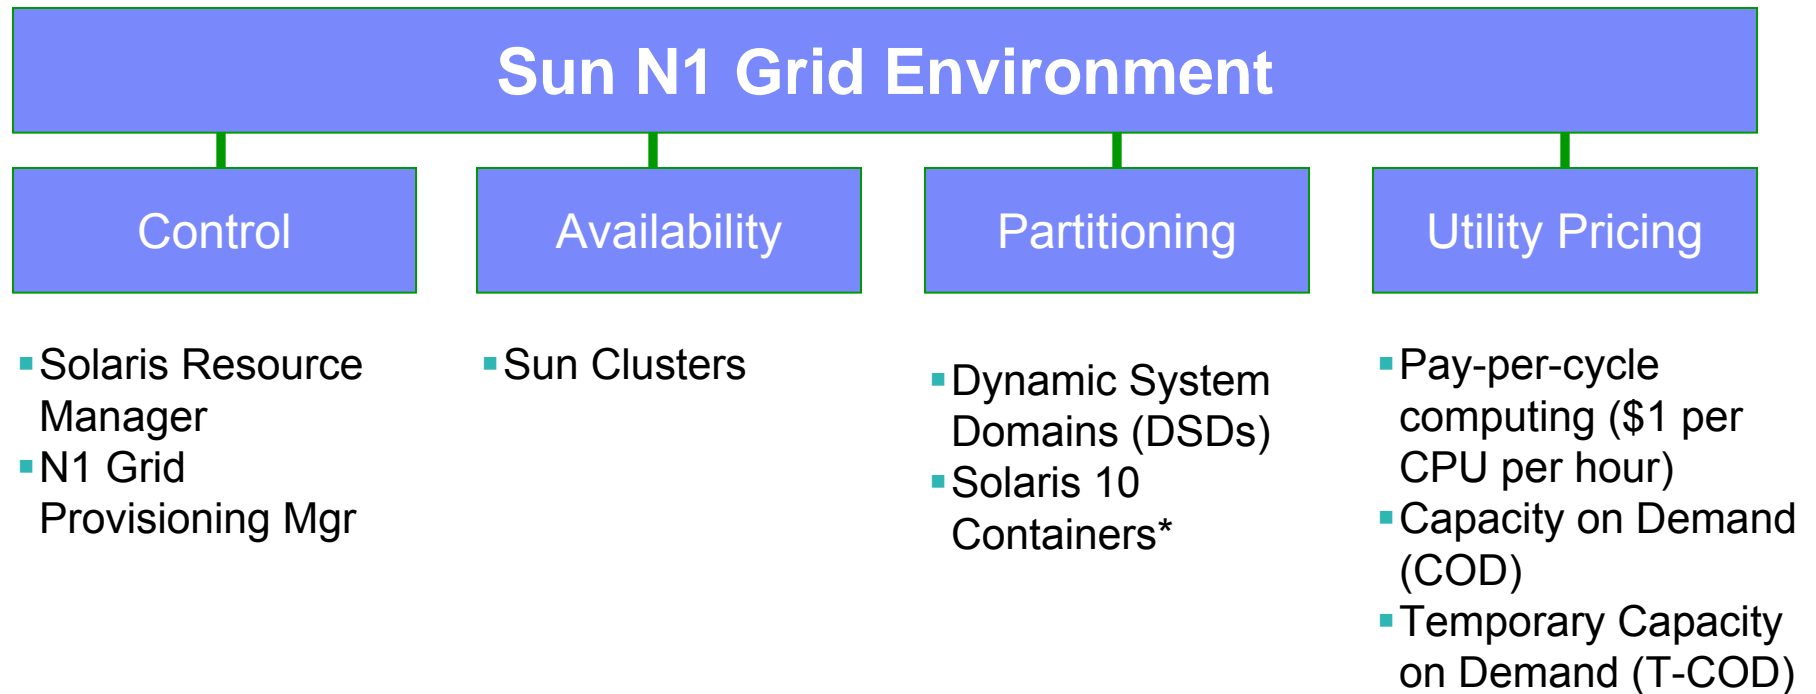 Sun N1 Grid Environment
Control
Availability
Partitioning
Utility Pricing
▪Solaris Resource
Manager
▪N1 Grid
Provisioning Mgr
▪Sun Clusters
▪Dynamic System
Domains (DSDs)
▪Solaris 10
Containers*
▪Pay-per-cycle
computing ($1 per
CPU per hour)
▪Capacity on Demand
(COD)
▪Temporary Capacity
on Demand (T-COD)